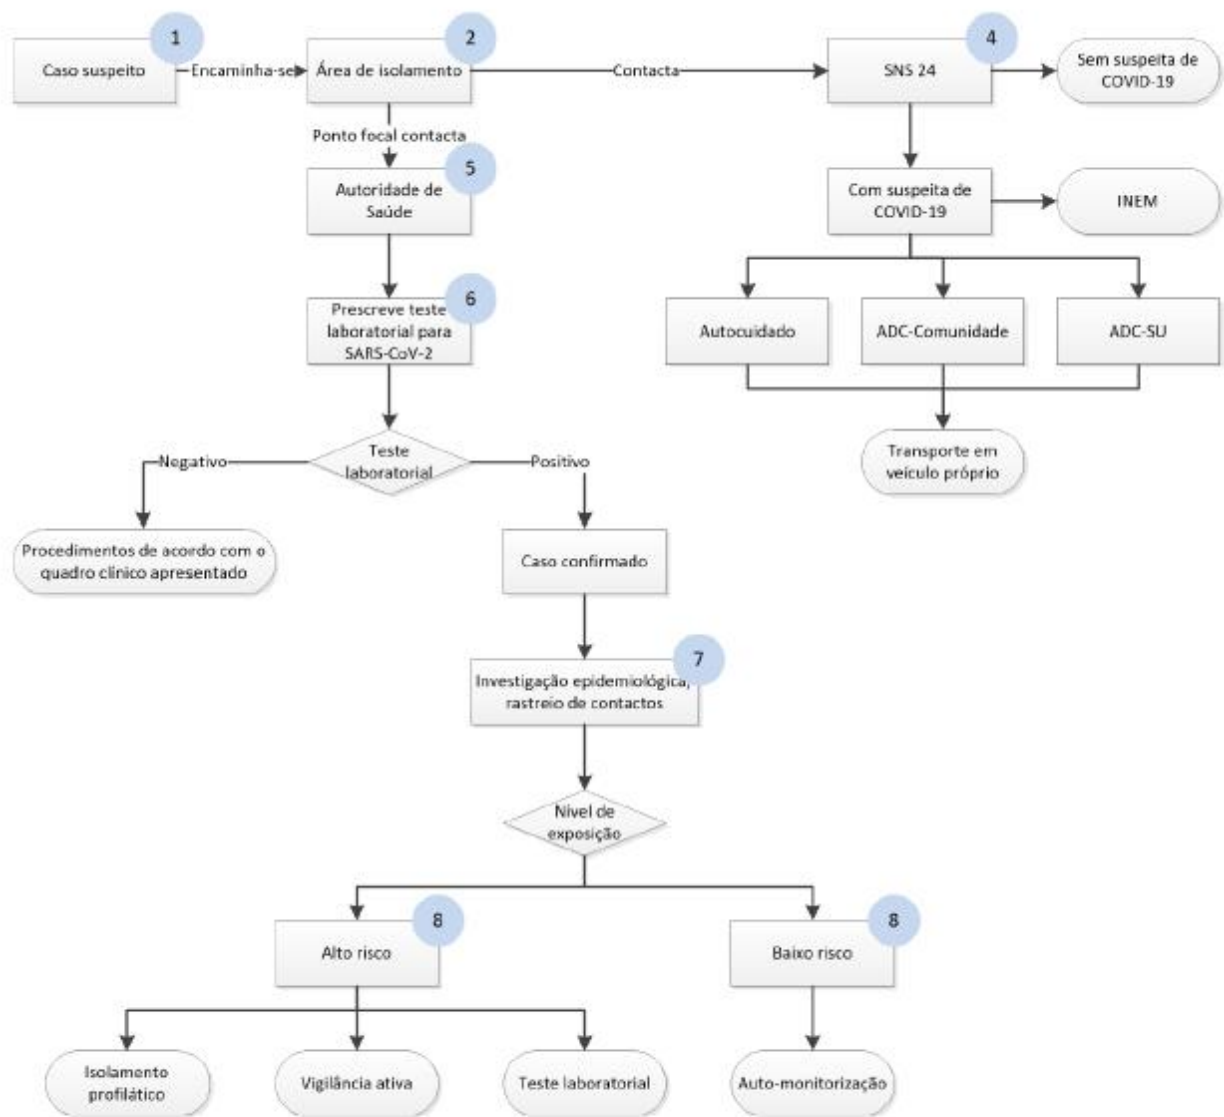 1
2
4
Caso suspeito
Encaminha-se
Área de isolamento
Contacta
SNS 24
Sem suspeita de
COVID-19
Ponto focal contacta
5
Autoridade de
Saúde
Com suspeita de
COVID-19
INEM
6
Prescreve teste
laboratorial para
SARS-CoV-2
Autocuidado
ADC-Comunidade
ADC-SU
Negativo
Teste
laboratorial
Positivo
Transporte em
veículo próprio
Procedimentos de acordo com o
quadro clínico apresentado
Caso confirmado
7
Investigação epidemiológica,
rastreio de contactos
Nível de
exposição
8
8
Alto risco
Baixo risco
Isolamento
profilático
Vigilância ativa
Teste laboratorial
Auto-monitorização